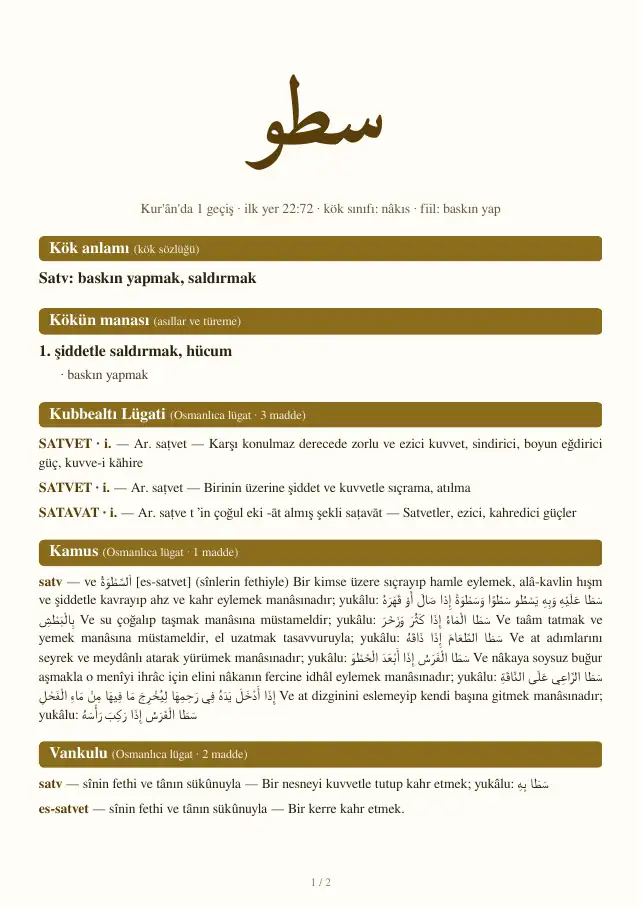 سطو
Kur'ân'da 1 geçiş · ilk yer 22:72 · kök sınıfı: nâkıs · fiil: baskın yap
Kök anlamı (kök sözlüğü)
Satv: baskın yapmak, saldırmak
Kökün manası (asıllar ve türeme)
1. şiddetle saldırmak, hücum
· baskın yapmak
Kubbealtı Lügati (Osmanlıca lügat · 3 madde)
SATVET · i. — Ar. saṭvet — Karşı konulmaz derecede zorlu ve ezici kuvvet, sindirici, boyun eğdirici
güç, kuvve-i kāhire
SATVET · i. — Ar. saṭvet — Birinin üzerine şiddet ve kuvvetle sıçrama, atılma
SATAVAT · i. — Ar. saṭve t 'in çoğul eki -āt almış şekli saṭavāt — Satvetler, ezici, kahredici güçler
Kamus (Osmanlıca lügat · 1 madde)
satv — ve اَلسَّطْوَةُ [es-satvet] (sînlerin fethiyle) Bir kimse üzere sıçrayıp hamle eylemek, alâ-kavlin hışm
ve şiddetle kavrayıp ahz ve kahr eylemek manâsınadır; yukâlu: سَطَا عَلَيْهِ وَبِهِ يَسْطُو سَطْوًا وَسَطْوَةً إِذَا صَالَ أَوْ قَهَرَهُ
بِالْبَطْشِ Ve su çoğalıp taşmak manâsına müstameldir; yukâlu: سَطَا الْمَاءُ إِذَا كَثُرَ وَزَخَرَ Ve taâm tatmak ve
yemek manâsına müstameldir, el uzatmak tasavvuruyla; yukâlu: سَطَا الطَّعَامَ إِذَا ذَاقَهُ Ve at adımlarını
seyrek ve meydânlı atarak yürümek manâsınadır; yukâlu: سَطَا الْفَرَسُ إِذَا أَبْعَدَ الْخَطْوَ Ve nâkaya soysuz buğur
aşmakla o menîyi ihrâc için elini nâkanın fercine idhâl eylemek manâsınadır; yukâlu: سَطَا الرَّاعِي عَلَى النَّاقَةِ
إِذَا أَدْخَلَ يَدَهُ فِي رَحِمِهَا لِيُخْرِجَ مَا فِيهَا مِنْ مَاءِ الْفَحْلِ Ve at dizginini eslemeyip kendi başına gitmek manâsınadır;
yukâlu: سَطَا الْفَرَسُ إِذَا رَكِبَ رَأْسَهُ
Vankulu (Osmanlıca lügat · 2 madde)
satv — sînin fethi ve tânın sükûnuyla — Bir nesneyi kuvvetle tutup kahr etmek; yukâlu: سَطَا بِهِ
es-satvet — sînin fethi ve tânın sükûnuyla — Bir kerre kahr etmek.
1 / 2